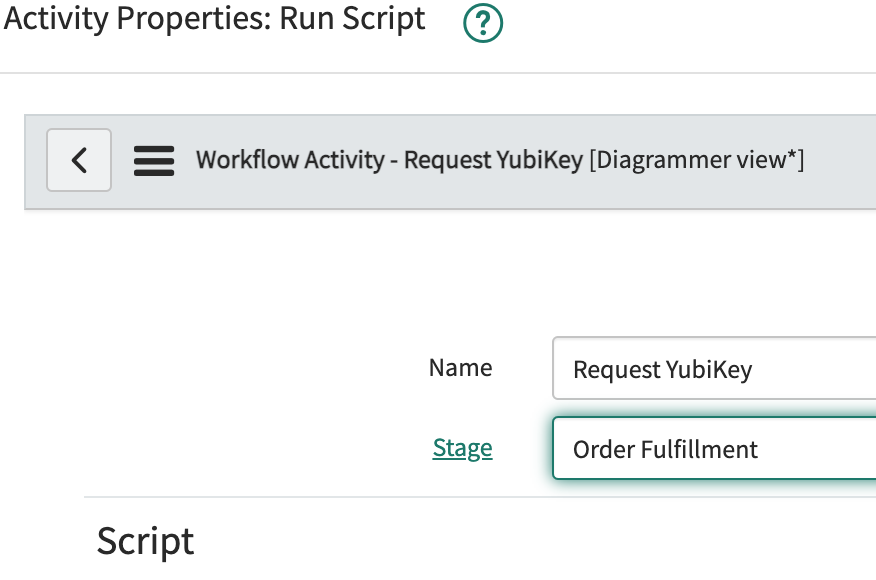 Activity Properties: Run Script ?
Workflow Activity - Request YubiKey [Diagrammer view*]
Name Request YubiKey
Stage Order Fulfillment
Script